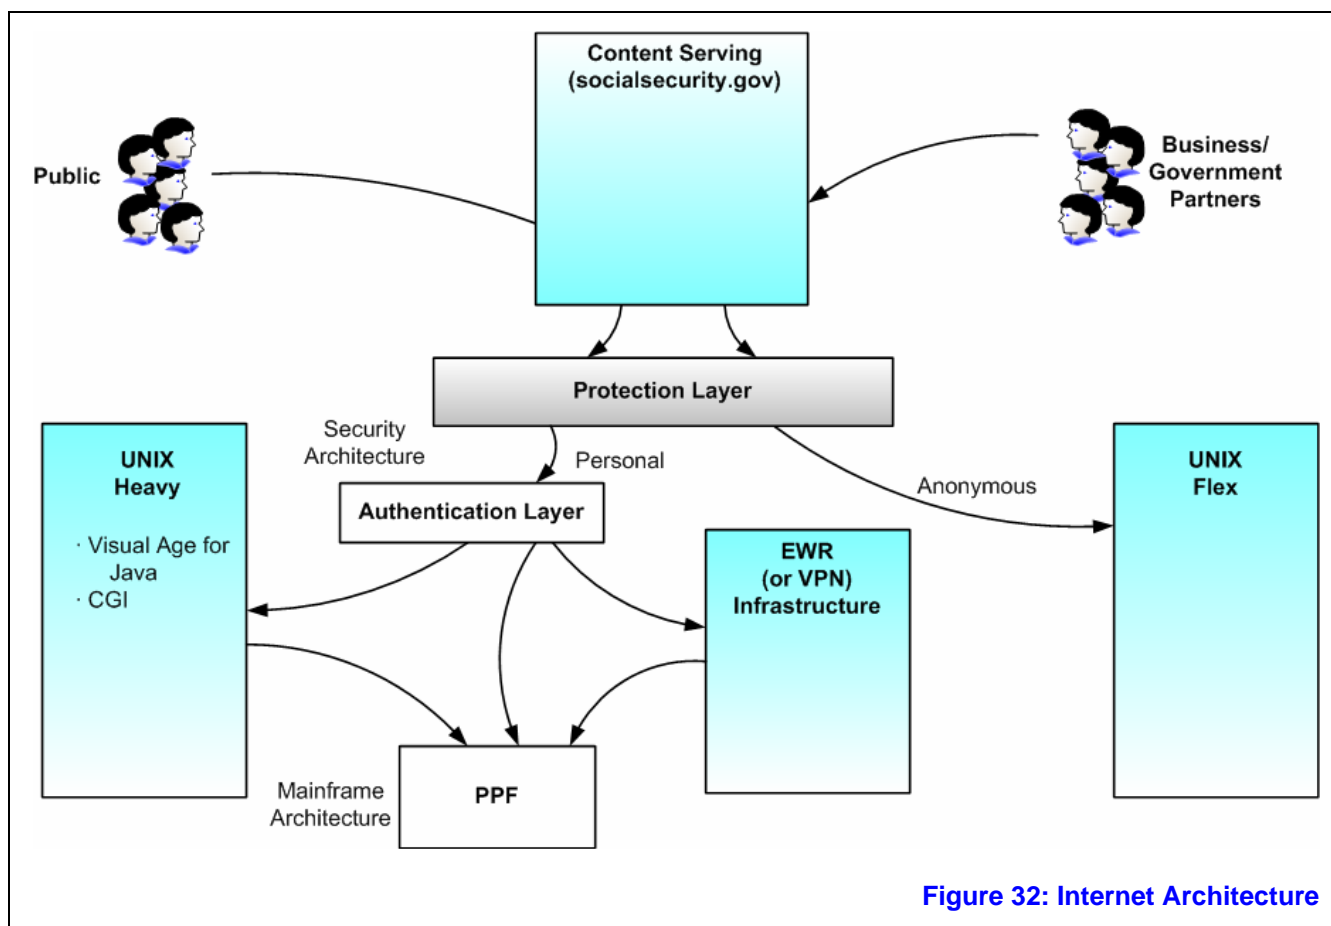 Content Serving
(socialsecurity.gov)
Public
Business/
Government
Partners
Protection Layer
Security
Architecture
Personal
Anonymous
UNIX
Heavy
· Visual Age for
Java
· CGI
Authentication Layer
EWR
(or VPN)
Infrastructure
UNIX
Flex
Mainframe
Architecture
PPF
Figure 32: Internet Architecture